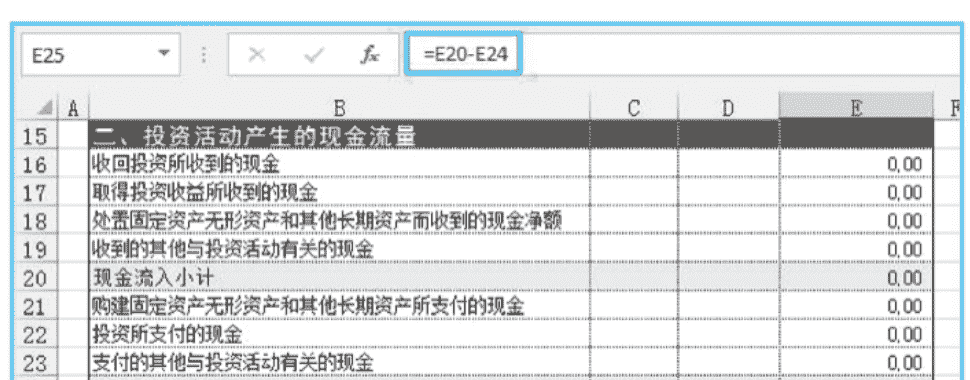 E25 fx =E20-E24
A B C D E F
15 二、投资活动产生的现金流量
16 收回投资所收到的现金 0.00
17 取得投资收益所收到的现金 0.00
18 处置固定资产无形资产和其他长期资产而收到的现金净额 0.00
19 收到的其他与投资活动有关的现金 0.00
20 现金流入小计 0.00
21 购建固定资产无形资产和其他长期资产所支付的现金 0.00
22 投资所支付的现金 0.00
23 支付的其他与投资活动有关的现金 0.00